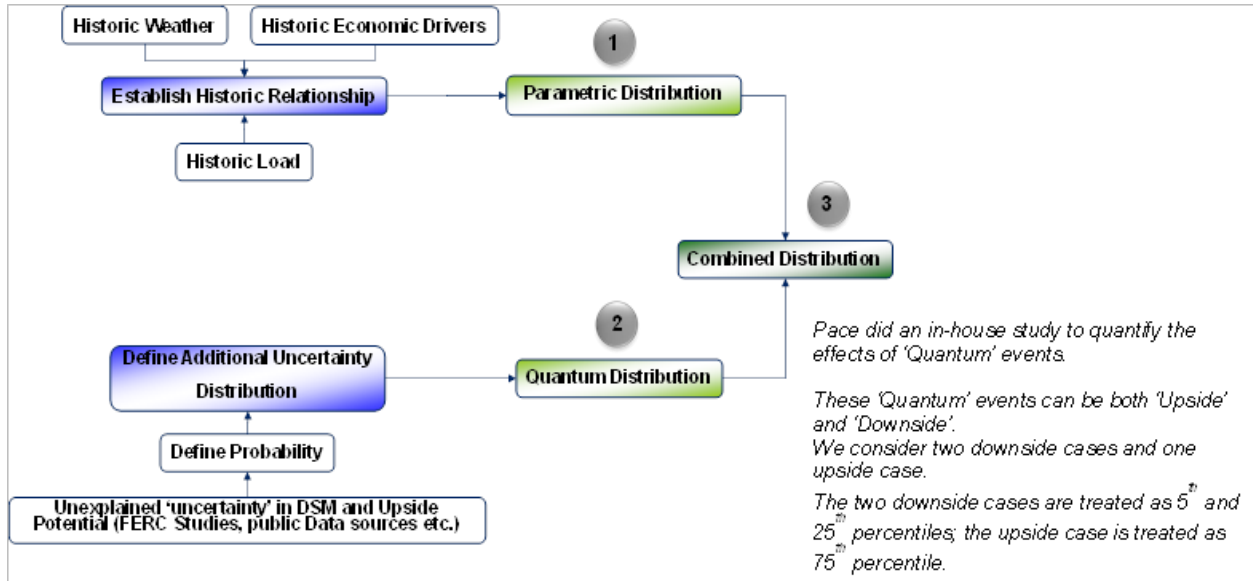 Historic Weather
Historic Economic Drivers
1
Establish Historic Relationship
Parametric Distribution
Historic Load
3
Combined Distribution
2
Define Additional Uncertainty
Distribution
Quantum Distribution
Define Probability
Unexplained ‘uncertainty’ in DSM and Upside
Potential (FERC Studies, public Data sources etc.)
Pace did an in-house study to quantify the
effects of ‘Quantum’ events.
These ‘Quantum’ events can be both ‘Upside’
and ‘Downside’.
We consider two downside cases and one
upside case.
The two downside cases are treated as 5th and
25th percentiles; the upside case is treated as
75th percentile.